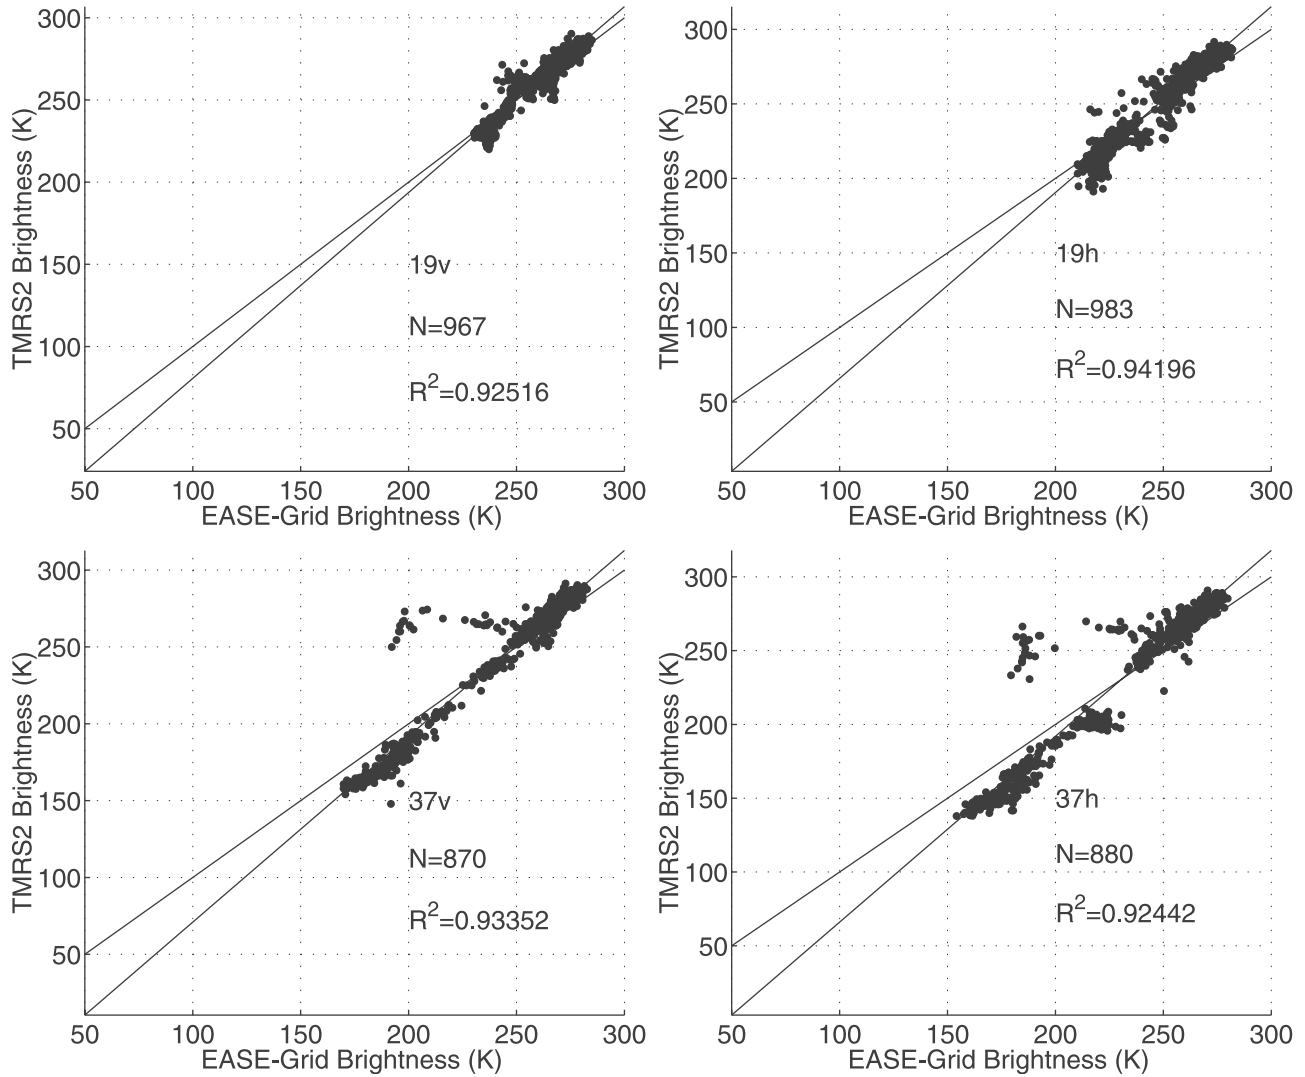 300
250
200
150
100
50
TMRS2 Brightness (K)
19v
N=967
R²=0.92516
50 100 150 200 250 300
EASE-Grid Brightness (K)
300
250
200
150
100
50
TMRS2 Brightness (K)
19h
N=983
R²=0.94196
50 100 150 200 250 300
EASE-Grid Brightness (K)
300
250
200
150
100
50
TMRS2 Brightness (K)
37v
N=870
R²=0.93352
50 100 150 200 250 300
EASE-Grid Brightness (K)
300
250
200
150
100
50
TMRS2 Brightness (K)
37h
N=880
R²=0.92442
50 100 150 200 250 300
EASE-Grid Brightness (K)